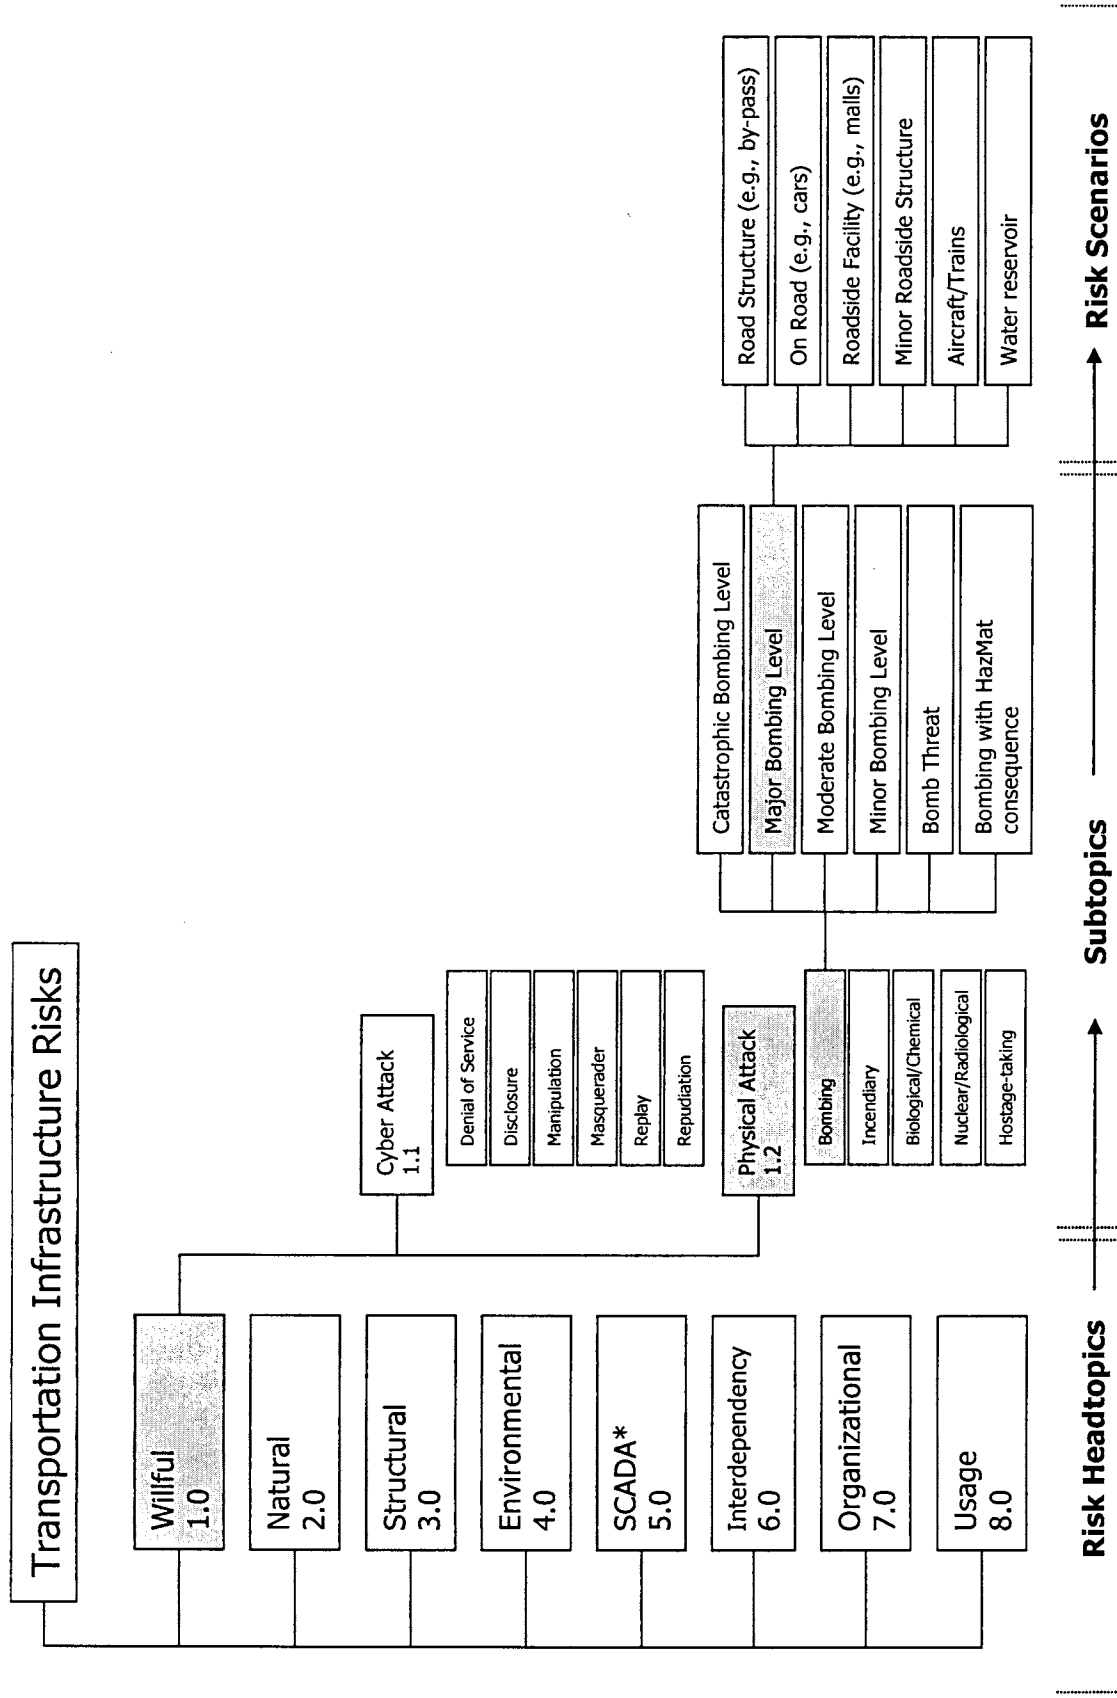 Transportation Infrastructure Risks
Willful
1.0
Natural
2.0
Structural
3.0
Environmental
4.0
SCADA*
5.0
Interdependency
6.0
Organizational
7.0
Usage
8.0
Cyber Attack
1.1
Denial of Service
Disclosure
Manipulation
Masquerader
Replay
Repudiation
Physical Attack
1.2
Bombing
Incendiary
Biological/Chemical
Nuclear/Radiological
Hostage-taking
Catastrophic Bombing Level
Major Bombing Level
Moderate Bombing Level
Minor Bombing Level
Bomb Threat
Bombing with HazMat
consequence
Road Structure (e.g., by-pass)
On Road (e.g., cars)
Roadside Facility (e.g., malls)
Minor Roadside Structure
Aircraft/Trains
Water reservoir
Risk Headtopics
Subtopics
Risk Scenarios